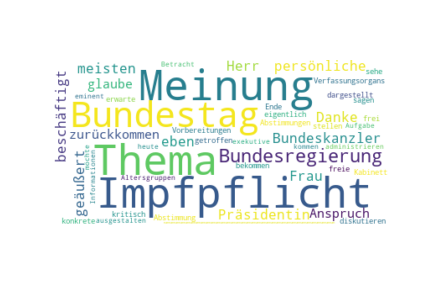 Betracht
meisten
Herr
persönliche
sehe
glaube
Meinung
Verfassungsorgans
eminent
erwarte
dargestellt
sagen
beschäftigt
Bundestag
Ende
eigentlich
Danke
frei
Abstimmungen
stellen
Aufgabe
zurückkommen
Vorbereitungen
eben
getroffen
exekutive
Bundeskanzler
kommen
administrieren
Thema
heute
Bundesregierung
möchte
Informationen
bekommen
freie
Kabinett
Altersgruppen
Frau
geäußert
Impfpflicht
kritisch
Abstimmung
Präsidentin
Anspruch
konkrete
ausgestalten
diskutieren